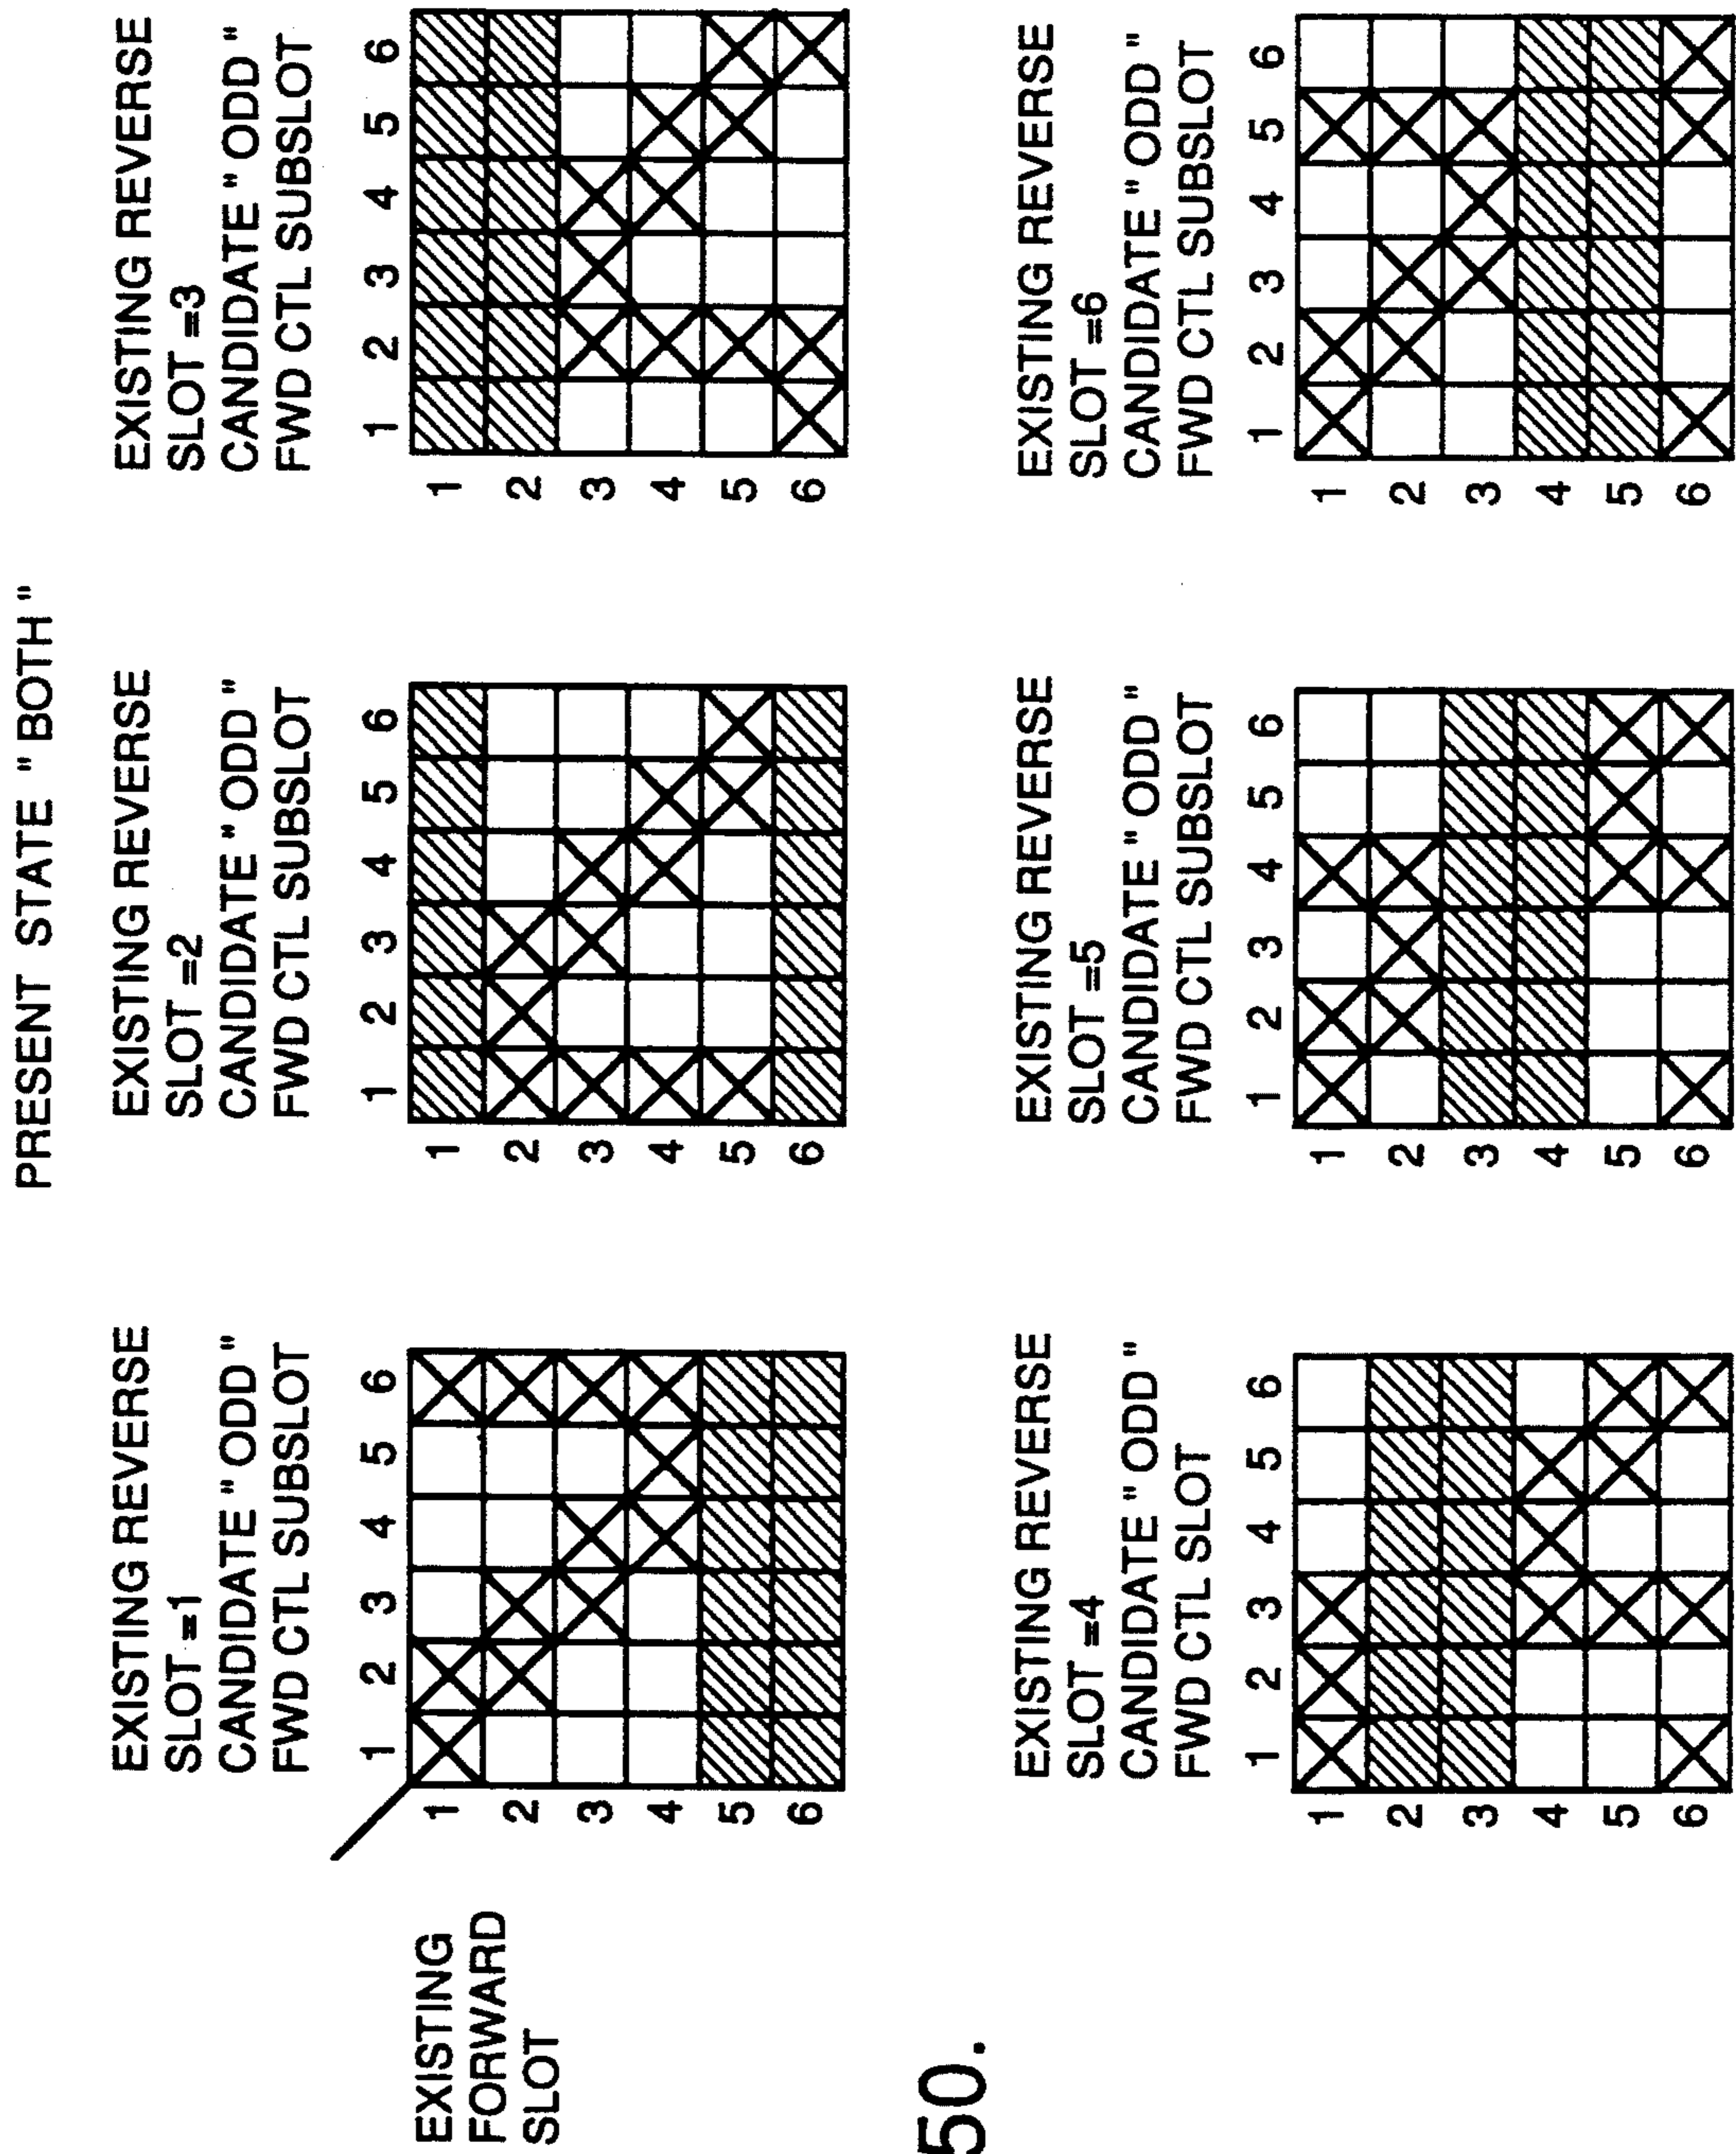 PRESENT STATE " BOTH "
EXISTING REVERSE
SLOT =1
CANDIDATE " ODD "
FWD CTL SUBSLOT
1 2 3 4 5 6
1
2
3
4
5
6
EXISTING
FORWARD
SLOT
EXISTING REVERSE
SLOT =2
CANDIDATE " ODD "
FWD CTL SUBSLOT
1 2 3 4 5 6
1
2
3
4
5
6
EXISTING REVERSE
SLOT =3
CANDIDATE " ODD "
FWD CTL SUBSLOT
1 2 3 4 5 6
1
2
3
4
5
6
EXISTING REVERSE
SLOT =4
CANDIDATE " ODD "
FWD CTL SLOT
1 2 3 4 5 6
1
2
3
4
5
6
EXISTING REVERSE
SLOT =5
CANDIDATE " ODD "
FWD CTL SUBSLOT
1 2 3 4 5 6
1
2
3
4
5
6
EXISTING REVERSE
SLOT =6
CANDIDATE " ODD "
FWD CTL SUBSLOT
1 2 3 4 5 6
1
2
3
4
5
6
50.